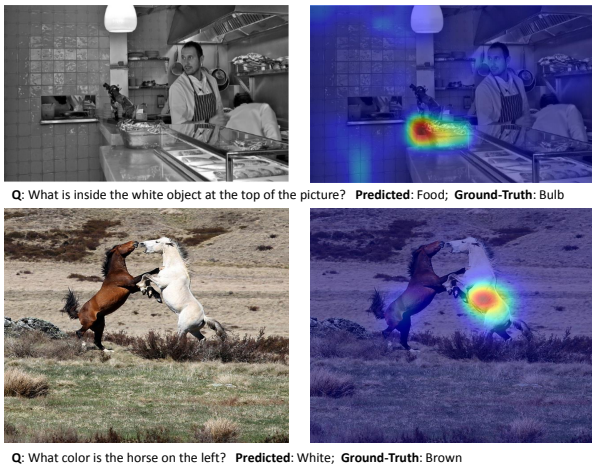 Q: What is inside the white object at the top of the picture? Predicted: Food; Ground-Truth: Bulb
Q: What color is the horse on the left? Predicted: White; Ground-Truth: Brown